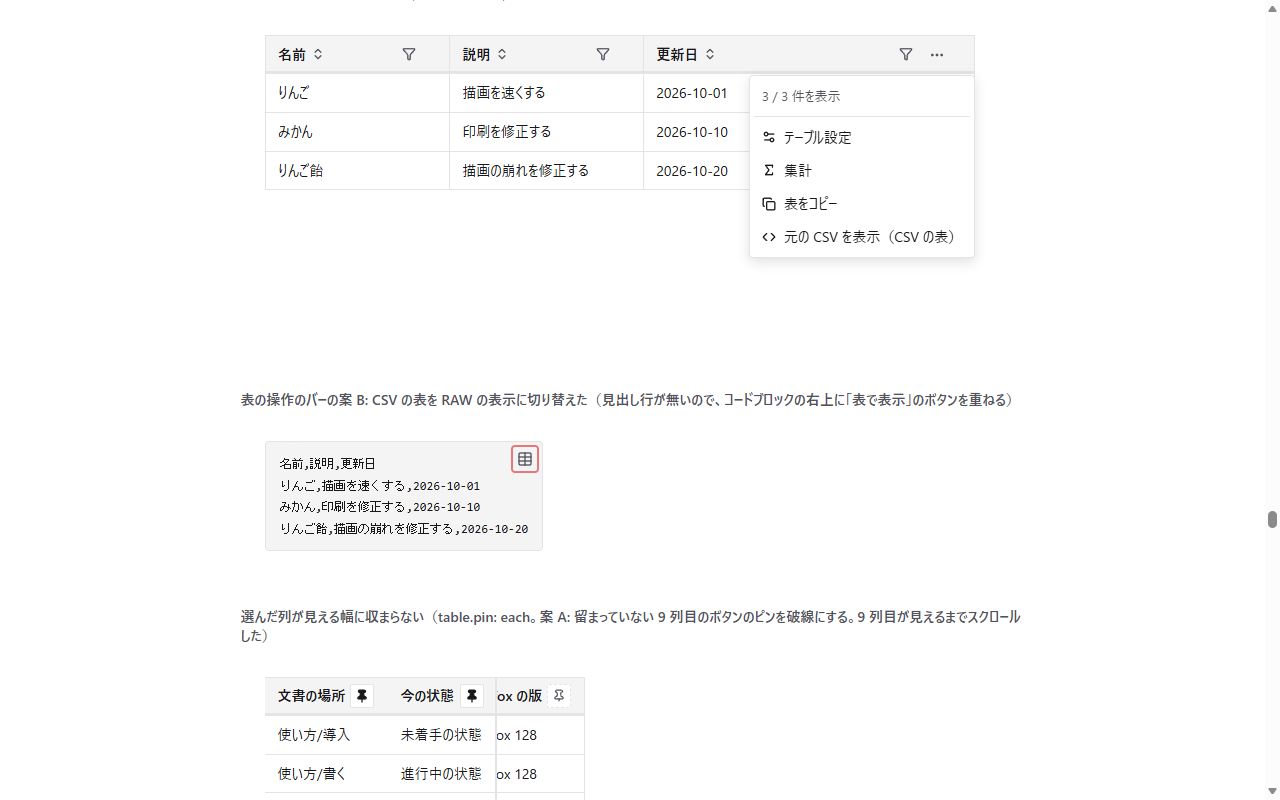 名前 説明 更新日
りんご 描画を速くする 2026-10-01
みかん 印刷を修正する 2026-10-10
りんご飴 描画の崩れを修正する 2026-10-20
3 / 3 件を表示
テーブル設定
集計
表をコピー
元の CSV を表示（CSV の表）
表の操作のバーの案 B: CSV の表を RAW の表示に切り替えた（見出し行が無いので、コードブロックの右上に「表で表示」のボタンを重ねる）
名前,説明,更新日
りんご,描画を速くする,2026-10-01
みかん,印刷を修正する,2026-10-10
りんご飴,描画の崩れを修正する,2026-10-20
選んだ列が見える幅に収まらない（table.pin: each。案 A: 留まっていない 9 列目のボタンのピンを破線にする。9 列目が見えるまでスクロール
した）
文書の場所 今の状態 ox の版
使い方/導入 未着手の状態 ox 128
使い方/書く 進行中の状態 ox 128